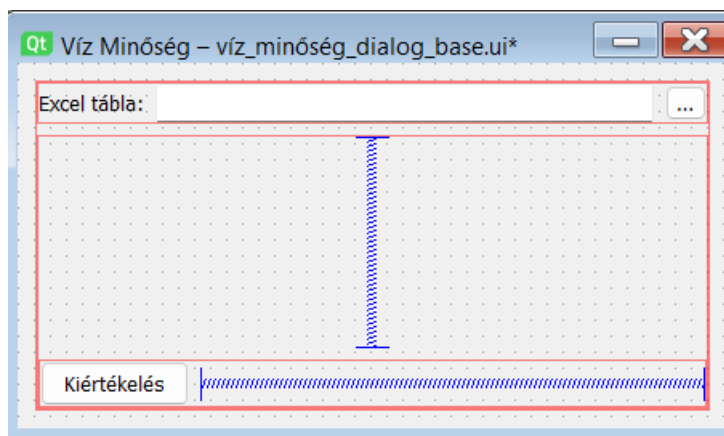 Qt Víz Minőség – víz_minőség_dialog_base.ui*
Excel tábla: ...
Kiértékelés